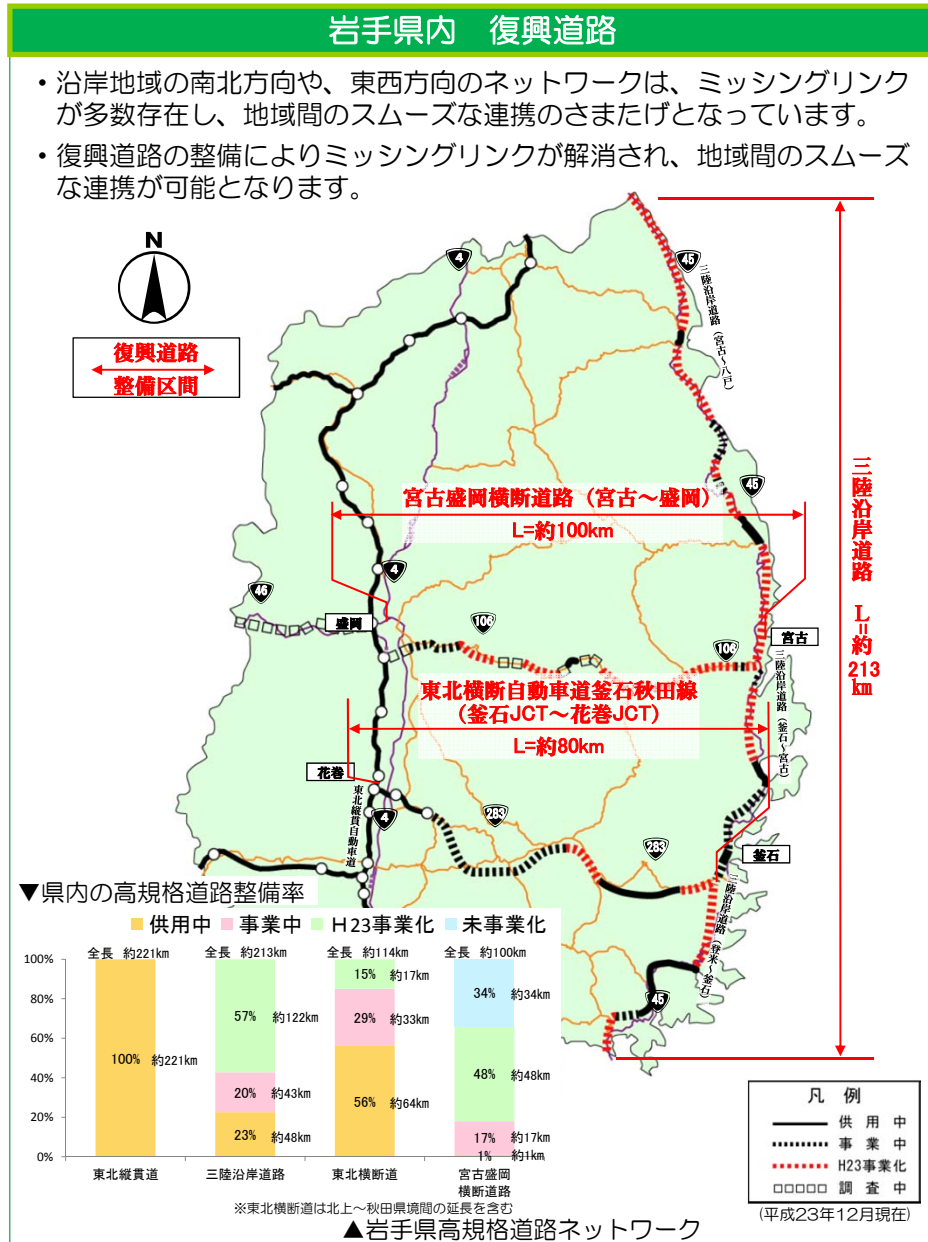 岩手県内　復興道路
・沿岸地域の南北方向や、東西方向のネットワークは、ミッシングリンク
が多数存在し、地域間のスムーズな連携のさまたげとなっています。
・復興道路の整備によりミッシングリンクが解消され、地域間のスムーズ
な連携が可能となります。
N
復興道路
整備区間
4
45
三陸沿岸道路（宮古～八戸）
45
宮古盛岡横断道路（宮古～盛岡）
L=約100km
三陸沿岸道路　L=約213km
46
4
盛岡
106
106
宮古
東北横断自動車道釜石秋田線
（釜石JCT～花巻JCT）
L=約80km
三陸沿岸道路（釜石～宮古）
花巻
東北縦貫自動車道
4
283
283
釜石
三陸沿岸道路（登米～釜石）
45
▼県内の高規格道路整備率
供用中 事業中 H23事業化 未事業化
全長 約221km 全長 約213km 全長 約114km 全長 約100km
100%
80%
60%
40%
20%
0%
100% 約221km
57% 約122km
20% 約43km
23% 約48km
15% 約17km
29% 約33km
56% 約64km
34% 約34km
48% 約48km
17% 約17km
1% 約1km
東北縦貫道 三陸沿岸道路 東北横断道 宮古盛岡
横断道路
※東北横断道は北上～秋田県境間の延長を含む
▲岩手県高規格道路ネットワーク
凡　例
供用中
事業中
H23事業化
調査中
(平成23年12月現在)